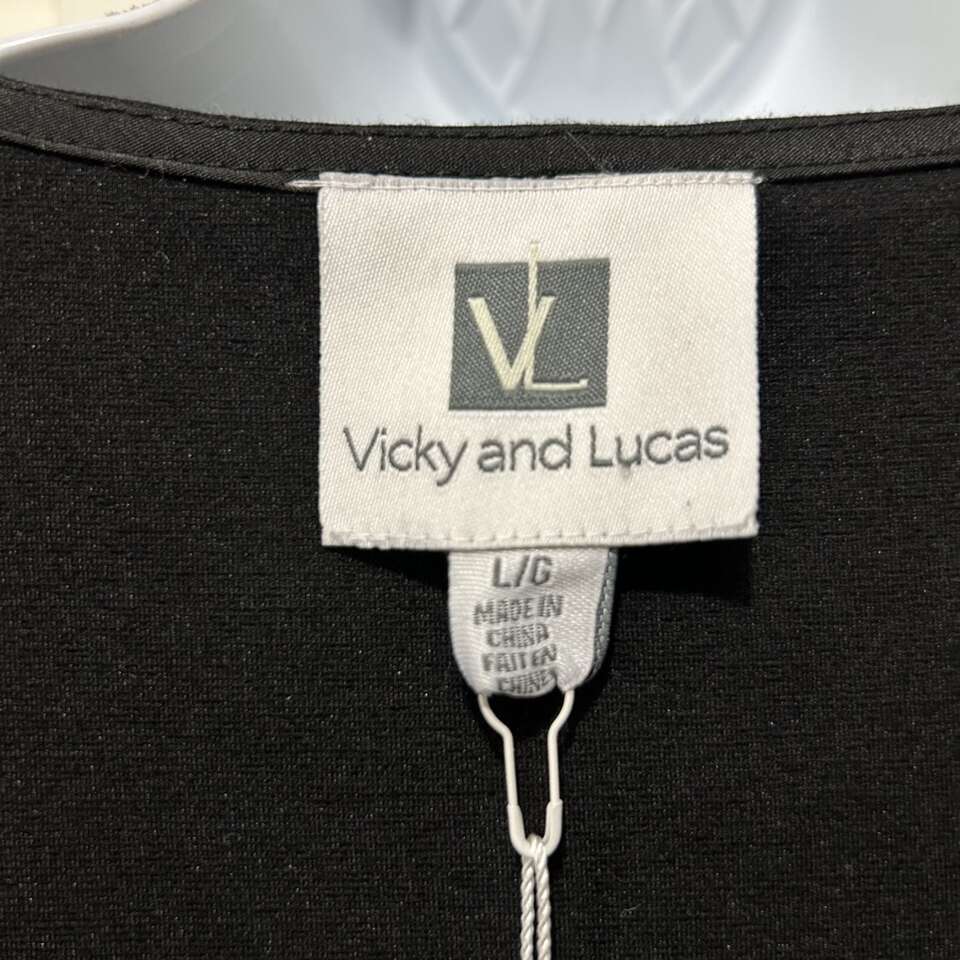 VL
Vicky and Lucas
L/G
MADE IN
CHINA
FAIT EN
CHINE